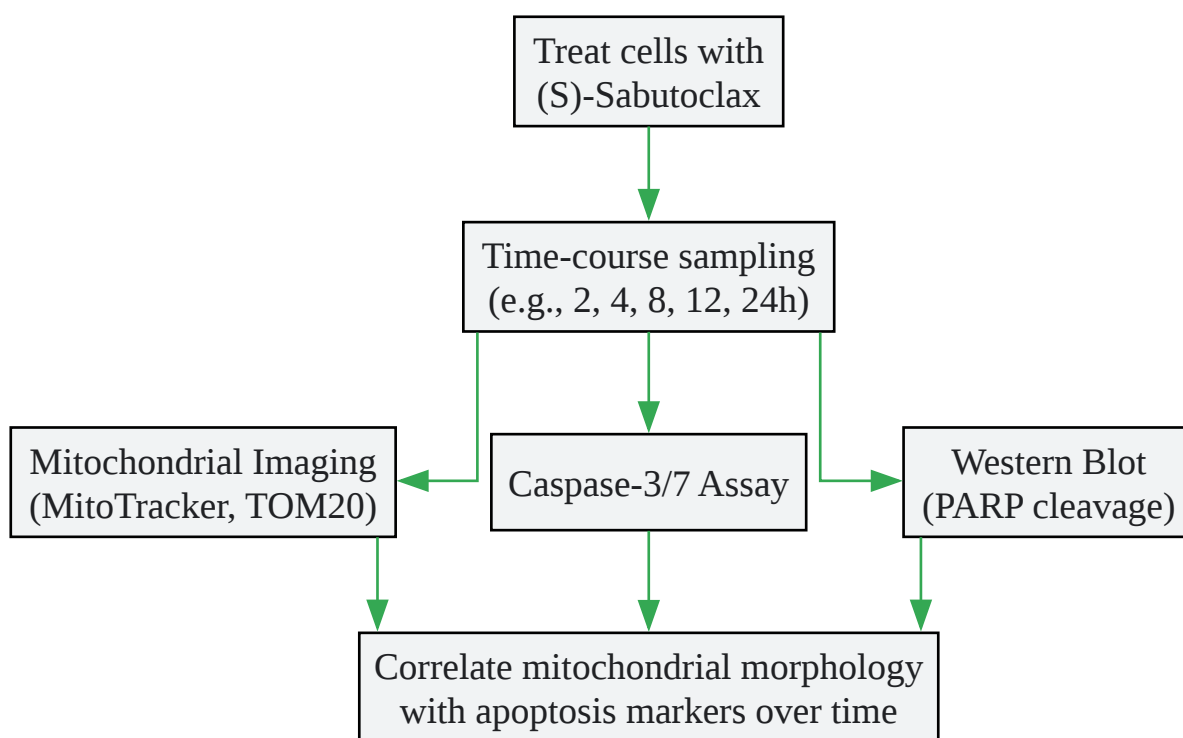 Treat cells with
(S)-Sabutoclax
Time-course sampling
(e.g., 2, 4, 8, 12, 24h)
Mitochondrial Imaging
(MitoTracker, TOM20)
Caspase-3/7 Assay
Western Blot
(PARP cleavage)
Correlate mitochondrial morphology
with apoptosis markers over time